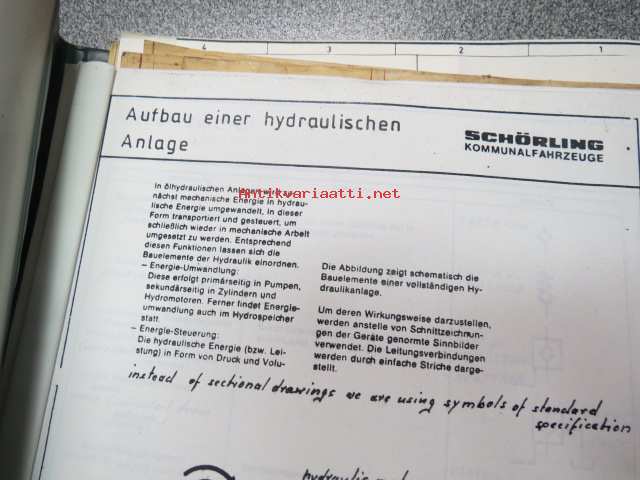 4 3 2 1
Aufbau einer hydraulischen
Anlage
SCHÖRLING
KOMMUNALFAHRZEUGE
In ölhydraulischen Anlagen wird zu-
nächst mechanische Energie in hydrau-
lische Energie umgewandelt, in dieser
Form transportiert und gesteuert, um
schließlich wieder in mechanische Arbeit
umgesetzt zu werden. Entsprechend
diesen Funktionen lassen sich die
Bauelemente der Hydraulik einordnen.
– Energie-Umwandlung:
Diese erfolgt primärseitig in Pumpen,
sekundärseitig in Zylindern und
Hydromotoren. Ferner findet Energie-
umwandlung auch im Hydrospeicher
statt.
– Energie-Steuerung:
Die hydraulische Energie (bzw. Lei-
stung) in Form von Druck und Volu-
Antikvariaatti.net
Die Abbildung zeigt schematisch die
Bauelemente einer vollständigen Hy-
draulikanlage.
Um deren Wirkungsweise darzustellen,
werden anstelle von Schnittzeichnun-
gen der Geräte genormte Sinnbilder
verwendet. Die Leitungsverbindungen
werden durch einfache Striche darge-
stellt.
instead of sectional drawings we are using symbols of standard
specification